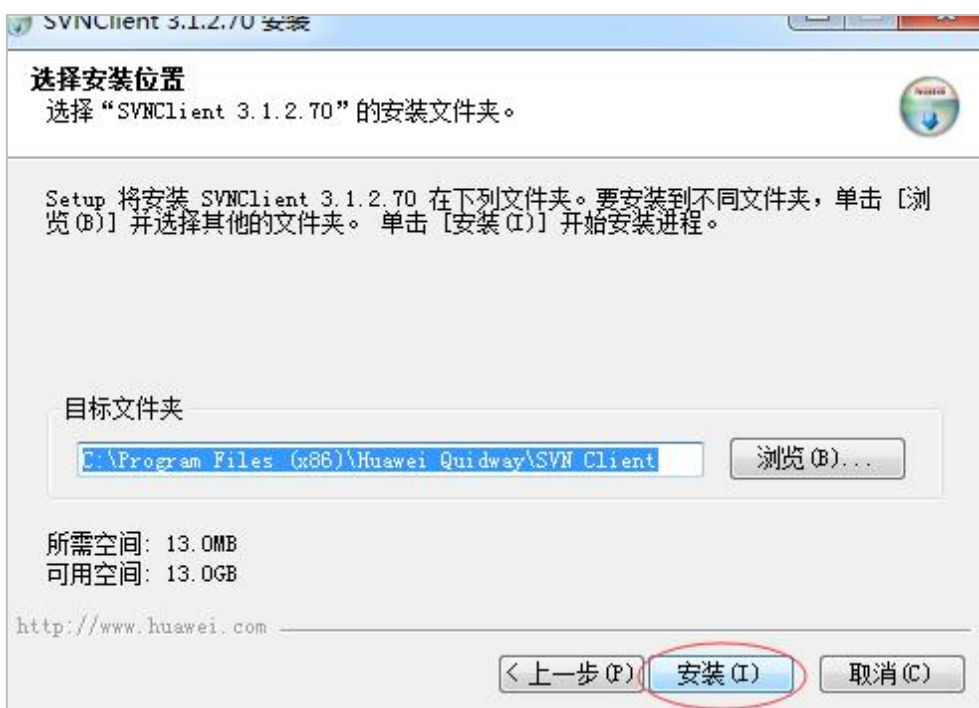 SVNClient 3.1.2.70 安装
选择安装位置
选择“SVNClient 3.1.2.70”的安装文件夹。
Setup 将安装 SVNClient 3.1.2.70 在下列文件夹。要安装到不同文件夹，单击 [浏
览(B)] 并选择其他的文件夹。 单击 [安装(I)] 开始安装进程。
目标文件夹
C:\Program Files (x86)\Huawei Quidway\SVN Client
浏览(B)...
所需空间: 13.0MB
可用空间: 13.0GB
http://www.huawei.com
< 上一步(P) 安装(I) 取消(C)